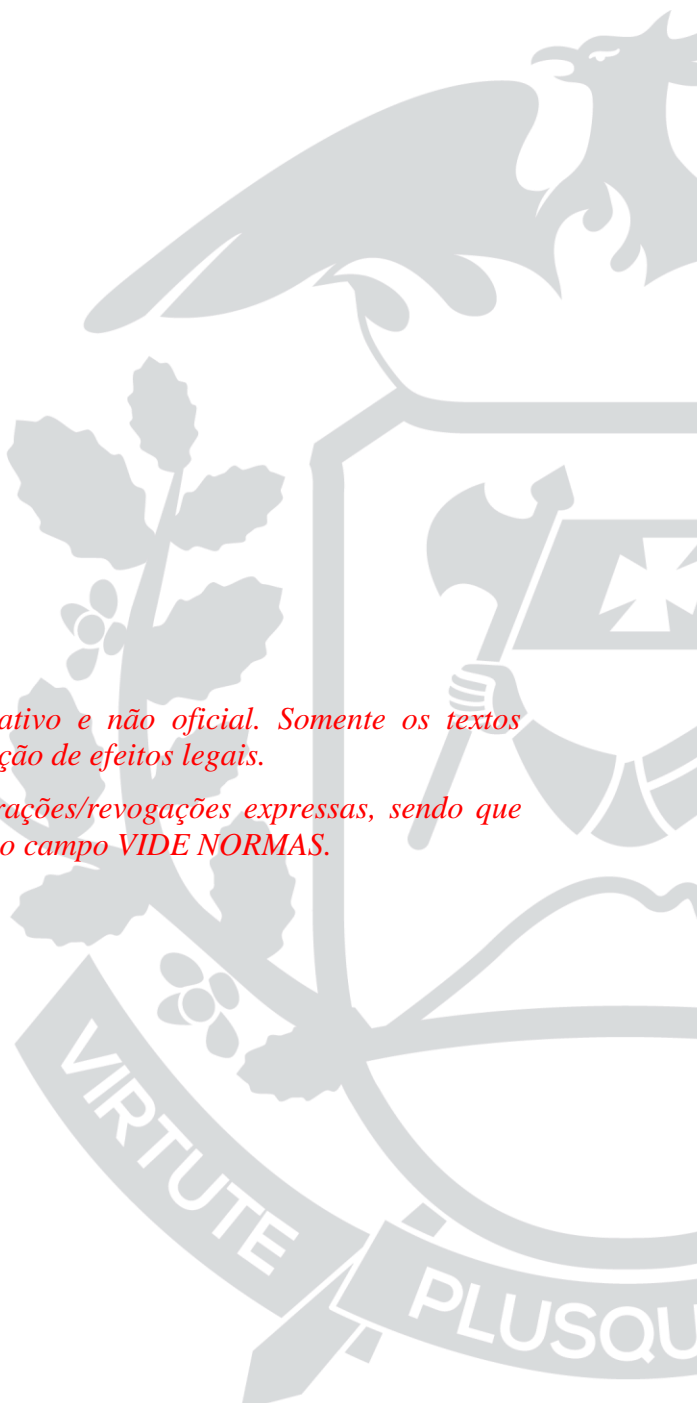 ativo e não oficial. Somente os textos
ção de efeitos legais.
rações/revogações expressas, sendo que
o campo VIDE NORMAS.
VIRTUTE
PLUSQU